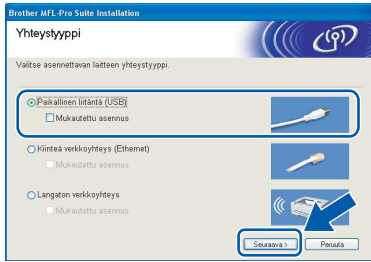 Brother MFL-Pro Suite Installation
Yhteystyyppi
Valitse asennettavan laitteen yhteystyyppi.
Paikallinen liitäntä (USB)
Mukautettu asennus
Kiinteä verkkoyhteys (Ethernet)
Mukautettu asennus
Langaton verkkoyhteys
Mukautettu asennus
Seuraava >
Peruuta